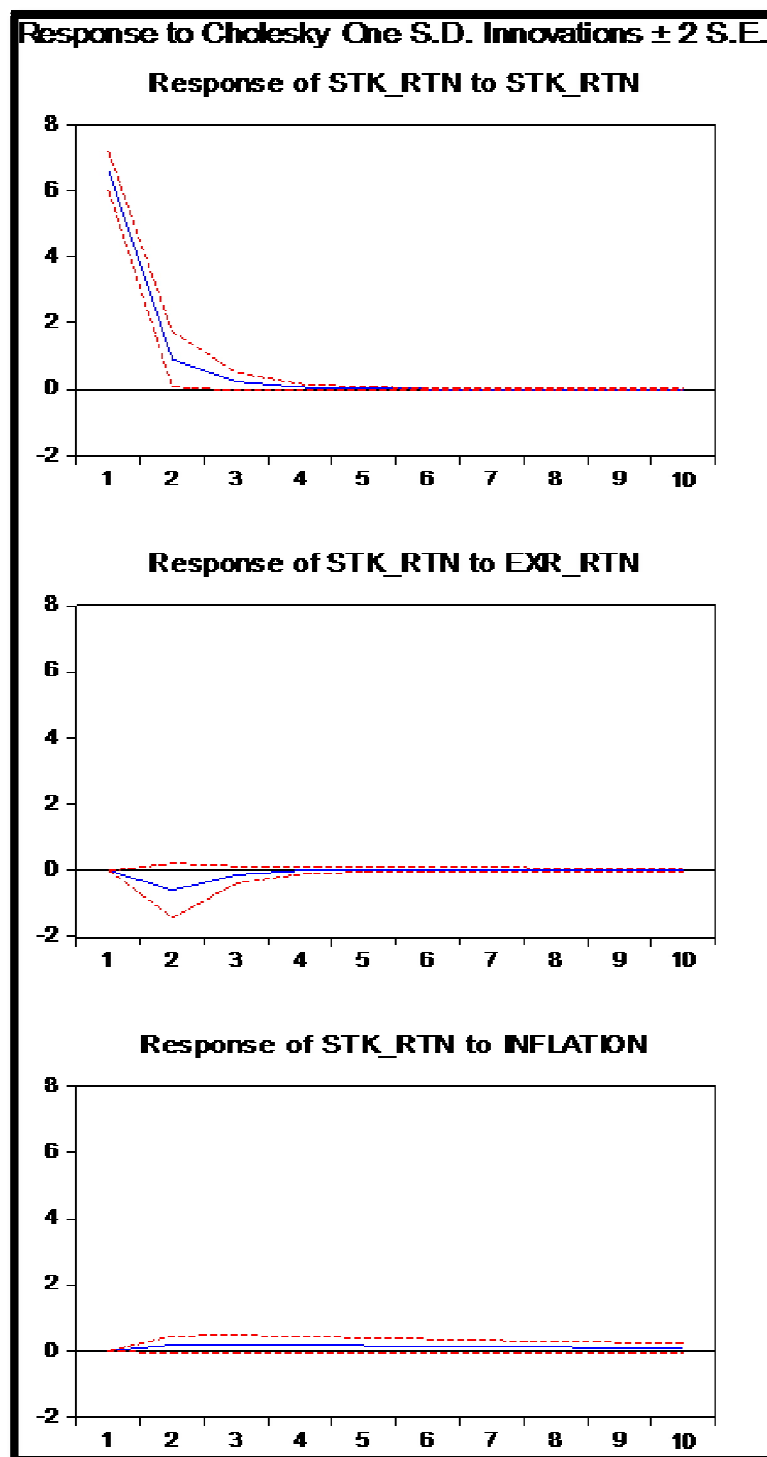 Response to Cholesky One S.D. Innovations ± 2 S.E.
Response of STK_RTN to STK_RTN
8
6
4
2
0
-2
1 2 3 4 5 6 7 8 9 10
Response of STK_RTN to EXR_RTN
8
6
4
2
0
-2
1 2 3 4 5 6 7 8 9 10
Response of STK_RTN to INFLATION
8
6
4
2
0
-2
1 2 3 4 5 6 7 8 9 10